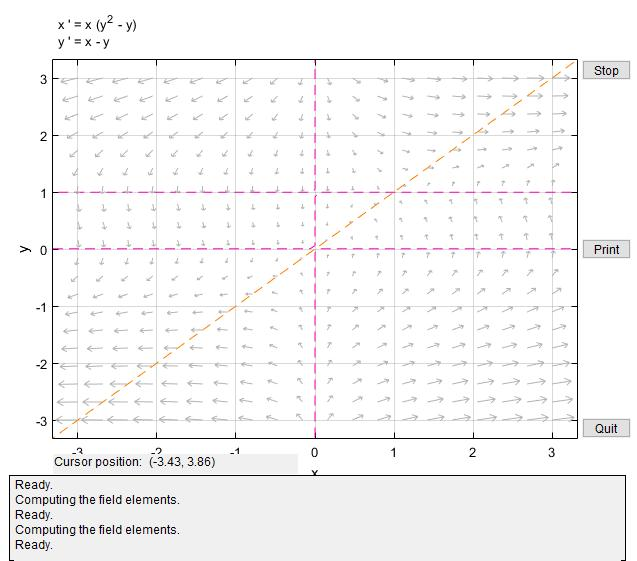 x ' = x (y² - y)
y ' = x - y
3
2
1
0
-1
-2
-3
y
-3 -2 -1 0 1 2 3
x
Stop
Print
Quit
Cursor position: (-3.43, 3.86)
Ready.
Computing the field elements.
Ready.
Computing the field elements.
Ready.